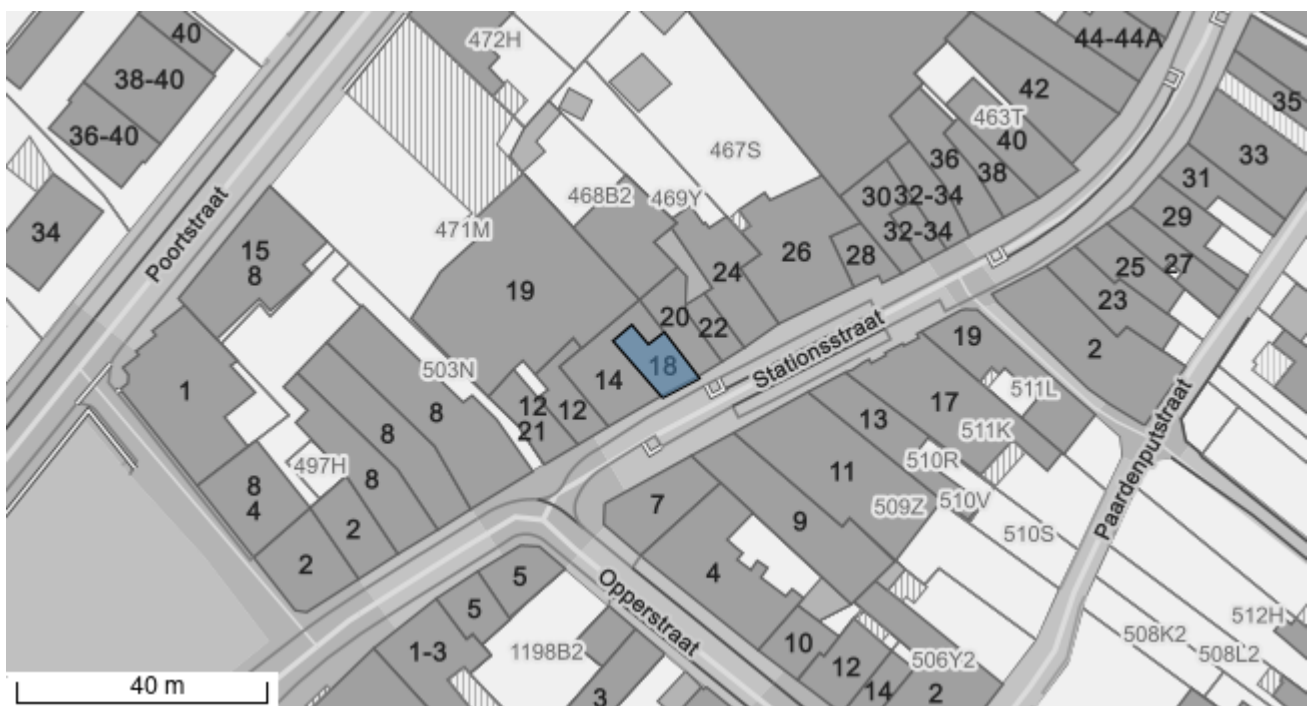 40
472H
44-44A
38-40
42
35
36-40
463T
40
467S
36
38
33
30
32-34
31
468B2
469Y
34
Poortstraat
471M
32-34
29
15
8
26
28
25
27
19
24
23
20
22
Stationsstraat
19
2
1
503N
8
14
18
12
21
12
13
17
511L
8
511K
Paardenputstraat
497H
8
11
510R
8
4
7
9
509Z
510V
2
510S
2
5
4
Opperstraat
5
512H
1-3
1198B2
10
508K2
12
506Y2
508L2
40 m
3
14
2